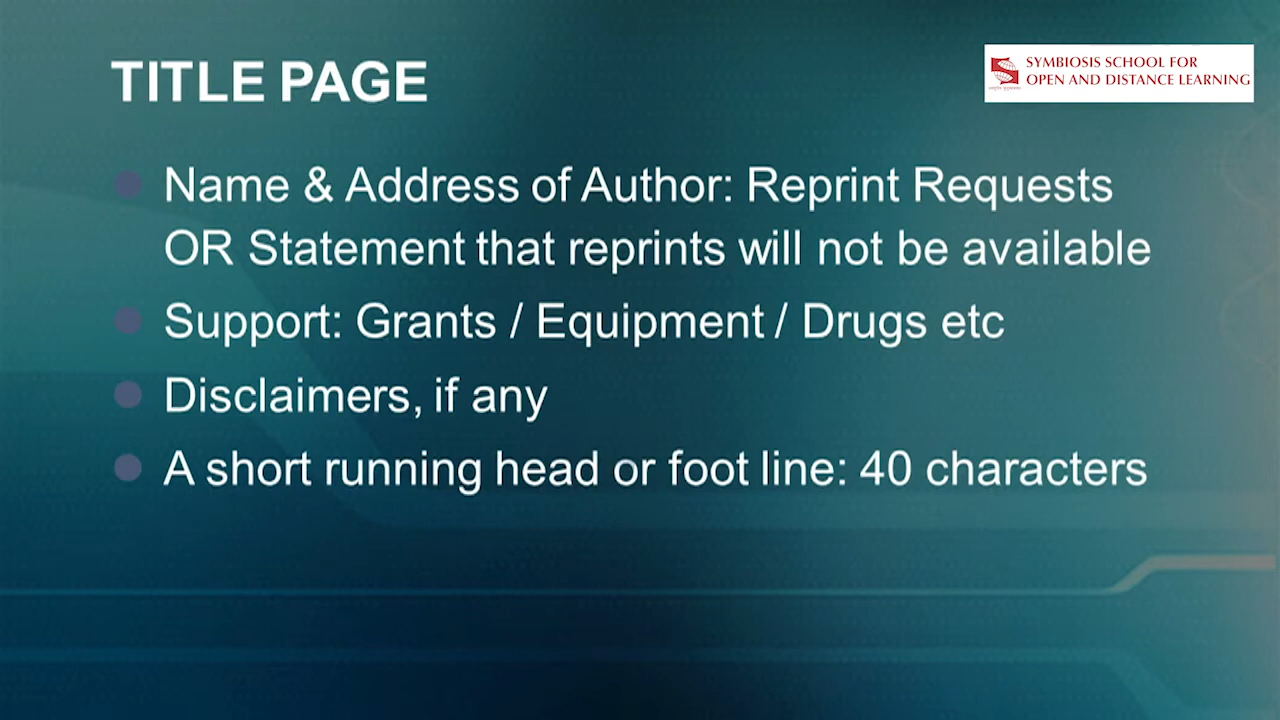 TITLE PAGE
SYMBIOSIS SCHOOL FOR
OPEN AND DISTANCE LEARNING
Name & Address of Author: Reprint Requests
OR Statement that reprints will not be available
Support: Grants / Equipment / Drugs etc
Disclaimers, if any
A short running head or foot line: 40 characters